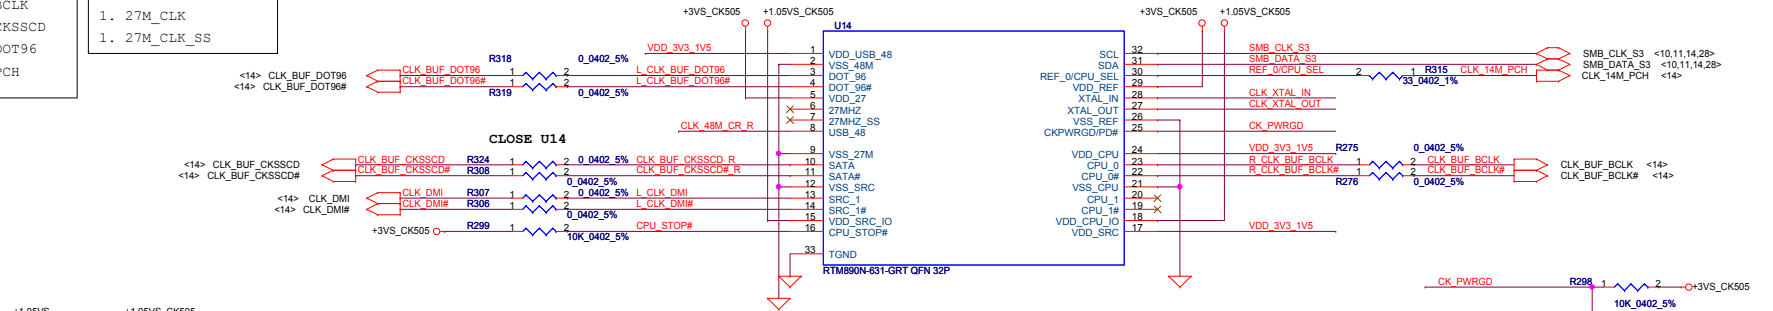 BCLK
CKSSCD
DOT96
PCH
1. 27M_CLK
1. 27M_CLK_SS
+3VS_CK505 +1.05VS_CK505
+3VS_CK505 +1.05VS_CK505
U14
VDD_3V3_1V5 1 VDD_USB_48 SCL 32 SMB_CLK_S3 SMB_CLK_S3 <10,11,14,28>
2 VSS_48M SDA 31 SMB_DATA_S3 SMB_DATA_S3 <10,11,14,28>
<14> CLK_BUF_DOT96 CLK_BUF_DOT96 R318 1 2 0_0402_5% L_CLK_BUF_DOT96 3 DOT_96 REF_0/CPU_SEL 30 REF_0/CPU_SEL 2 1 R315 33_0402_1% CLK_14M_PCH CLK_14M_PCH <14>
<14> CLK_BUF_DOT96# CLK_BUF_DOT96# R319 1 2 0_0402_5% L_CLK_BUF_DOT96# 4 DOT_96# VDD_REF 29
5 VDD_27 XTAL_IN 28 CLK_XTAL_IN
6 27MHZ XTAL_OUT 27 CLK_XTAL_OUT
7 27MHZ_SS VSS_REF 26
CLK_48M_CR_R 8 USB_48 CKPWRGD/PD# 25 CK_PWRGD
CLOSE U14
9 VSS_27M VDD_CPU 24 VDD_3V3_1V5
<14> CLK_BUF_CKSSCD CLK_BUF_CKSSCD R324 1 2 0_0402_5% CLK_BUF_CKSSCD_R 10 SATA CPU_0 23 R_CLK_BUF_BCLK R275 1 2 0_0402_5% CLK_BUF_BCLK CLK_BUF_BCLK <14>
<14> CLK_BUF_CKSSCD# CLK_BUF_CKSSCD# R308 1 2 0_0402_5% CLK_BUF_CKSSCD#_R 11 SATA# CPU_0# 22 R_CLK_BUF_BCLK# R276 1 2 0_0402_5% CLK_BUF_BCLK# CLK_BUF_BCLK# <14>
12 VSS_SRC VSS_CPU 21
<14> CLK_DMI CLK_DMI R307 1 2 0_0402_5% L_CLK_DMI 13 SRC_1 CPU_1 20
<14> CLK_DMI# CLK_DMI# R306 1 2 0_0402_5% L_CLK_DMI# 14 SRC_1# CPU_1# 19
15 VDD_SRC_IO VDD_CPU_IO 18
+3VS_CK505 R299 1 2 10K_0402_5% CPU_STOP# 16 CPU_STOP# VDD_SRC 17 VDD_3V3_1V5
33 TGND
RTM890N-631-GRT QFN 32P
CK_PWRGD R298 1 2 10K_0402_5% +3VS_CK505
+1.05VS +1.05VS_CK505